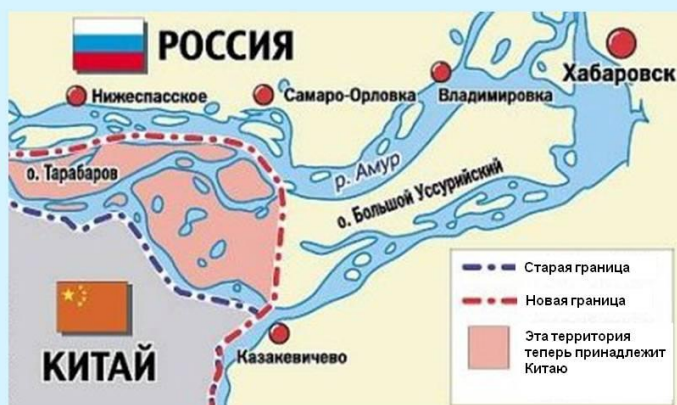 РОССИЯ
Хабаровск
Нижеспасское
Самаро-Орловка
Владимировка
о. Тарабаров
р. Амур
о. Большой Уссурийский
Старая граница
Новая граница
Эта территория
теперь принадлежит
Китаю
Казакевичево
КИТАЙ